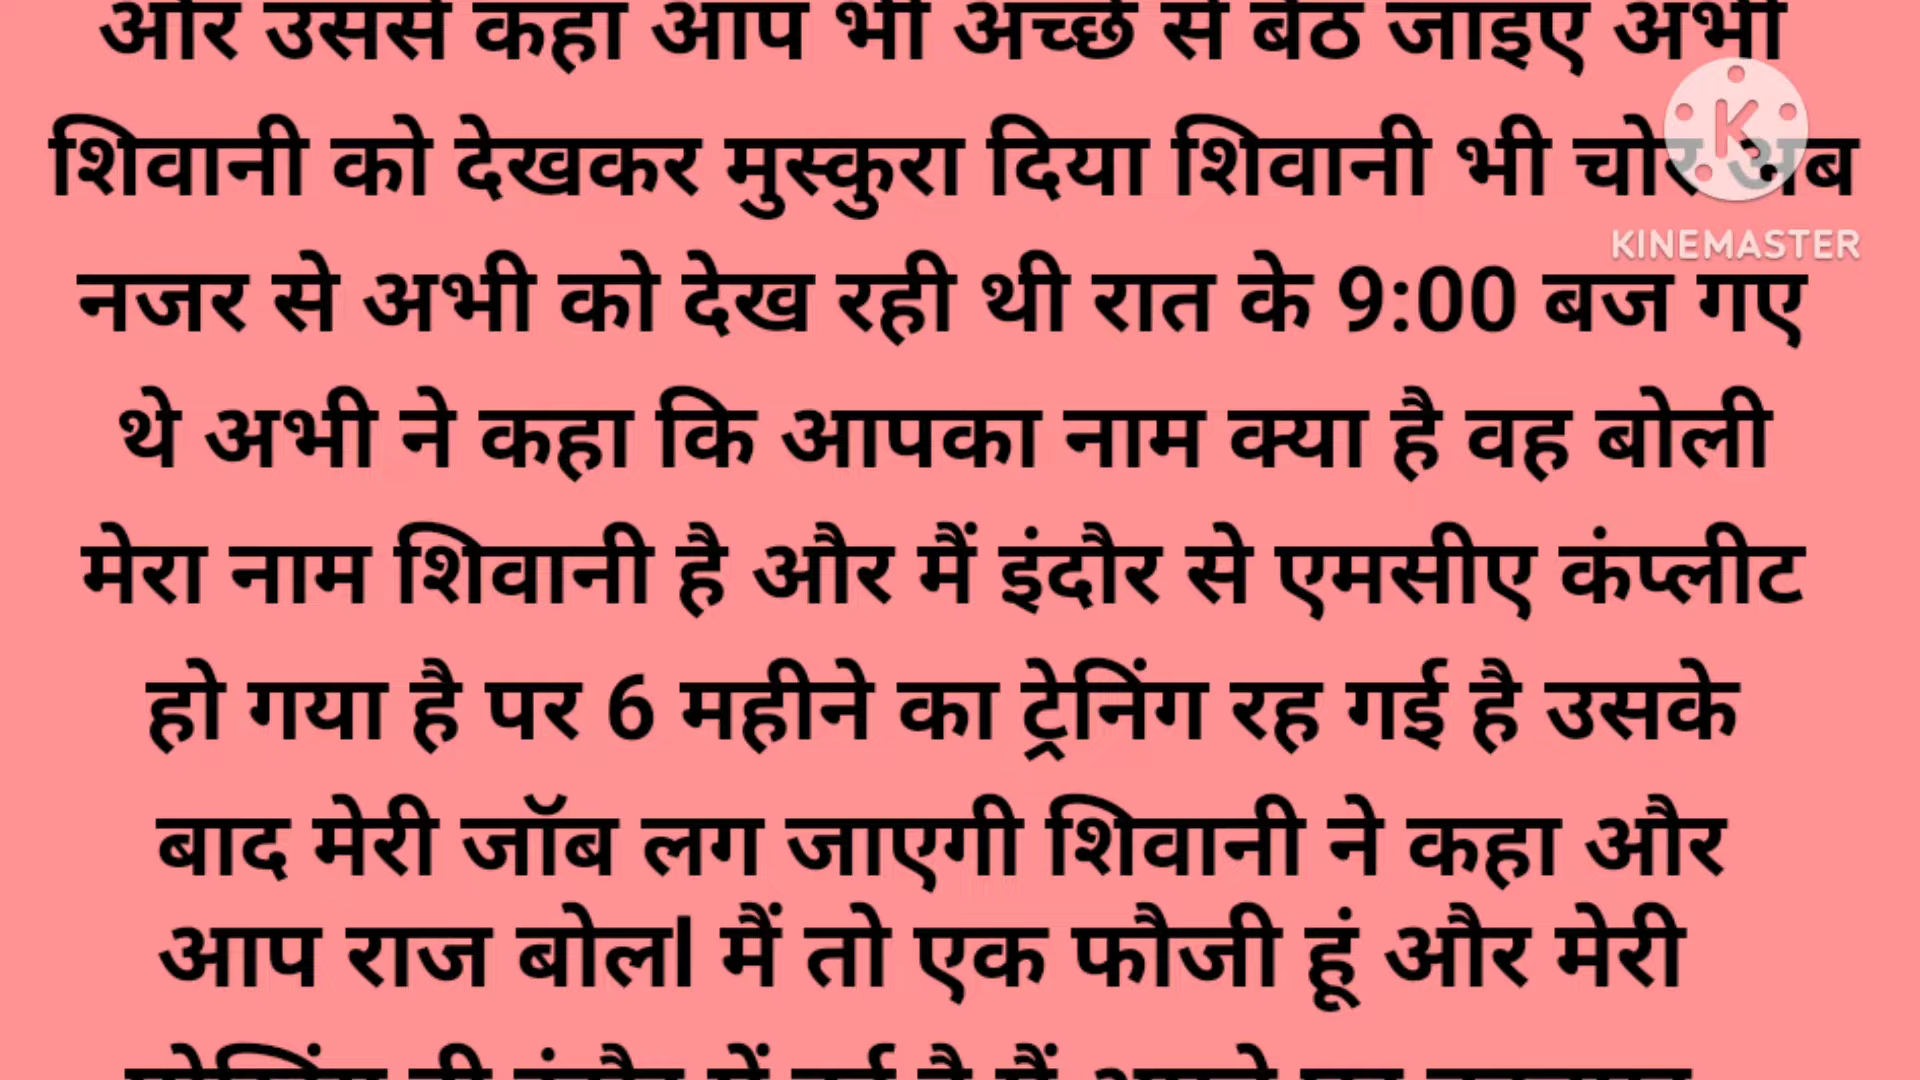 और उससे कहा आप भी अच्छे से बैठ जाइए अभी
शिवानी को देखकर मुस्कुरा दिया शिवानी भी चोर अब
KINEMASTER
नजर से अभी को देख रही थी रात के 9:00 बज गए
थे अभी ने कहा कि आपका नाम क्या है वह बोली
मेरा नाम शिवानी है और मैं इंदौर से एमसीए कंप्लीट
हो गया है पर 6 महीने का ट्रेनिंग रह गई है उसके
बाद मेरी जॉब लग जाएगी शिवानी ने कहा और
आप राज बोलl मैं तो एक फौजी हूं और मेरी